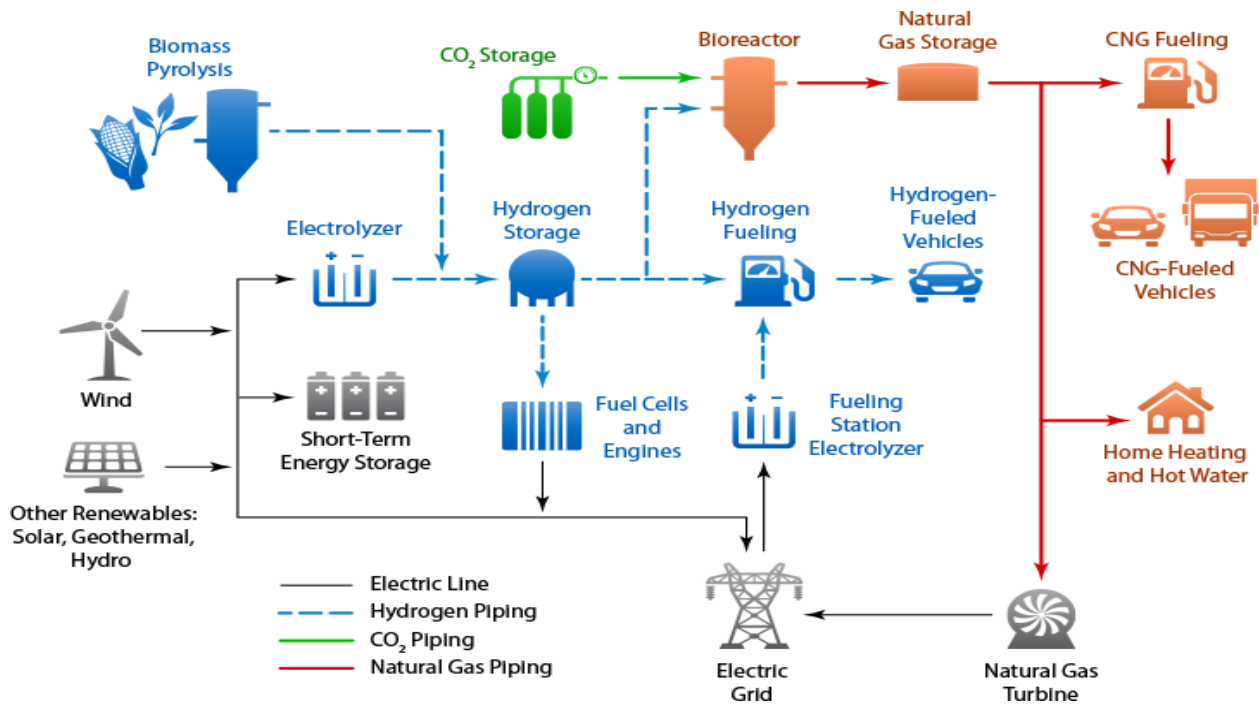 Biomass
Pyrolysis
CO₂ Storage
Bioreactor
Natural
Gas Storage
CNG Fueling
Electrolyzer
+ −
Hydrogen
Storage
Hydrogen
Fueling
Hydrogen-
Fueled
Vehicles
CNG-Fueled
Vehicles
Wind
+ + +
− − −
Short-Term
Energy Storage
Fuel Cells
and
Engines
+ −
Fueling
Station
Electrolyzer
Home Heating
and Hot Water
Other Renewables:
Solar, Geothermal,
Hydro
Electric Line
Hydrogen Piping
CO₂ Piping
Natural Gas Piping
Electric
Grid
Natural Gas
Turbine